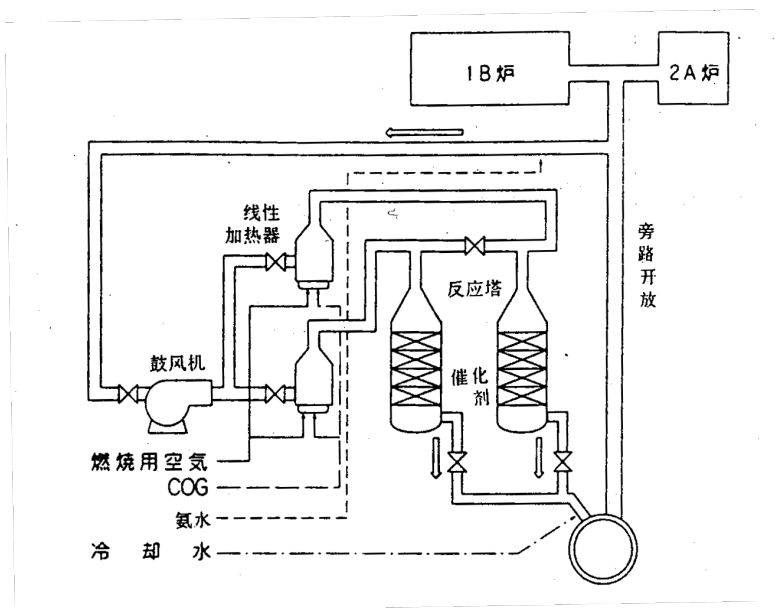 1B炉
2A炉
线性
加热器
旁路开放
反应塔
鼓风机
催化
剂
燃烧用空气
COG
氨水
冷却水